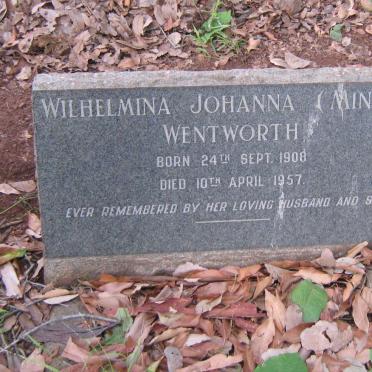 WILHELMINA JOHANNA (MIN
WENTWORTH
BORN 24TH SEPT. 1908
DIED 10TH APRIL 1957.
EVER REMEMBERED BY HER LOVING HUSBAND AND S